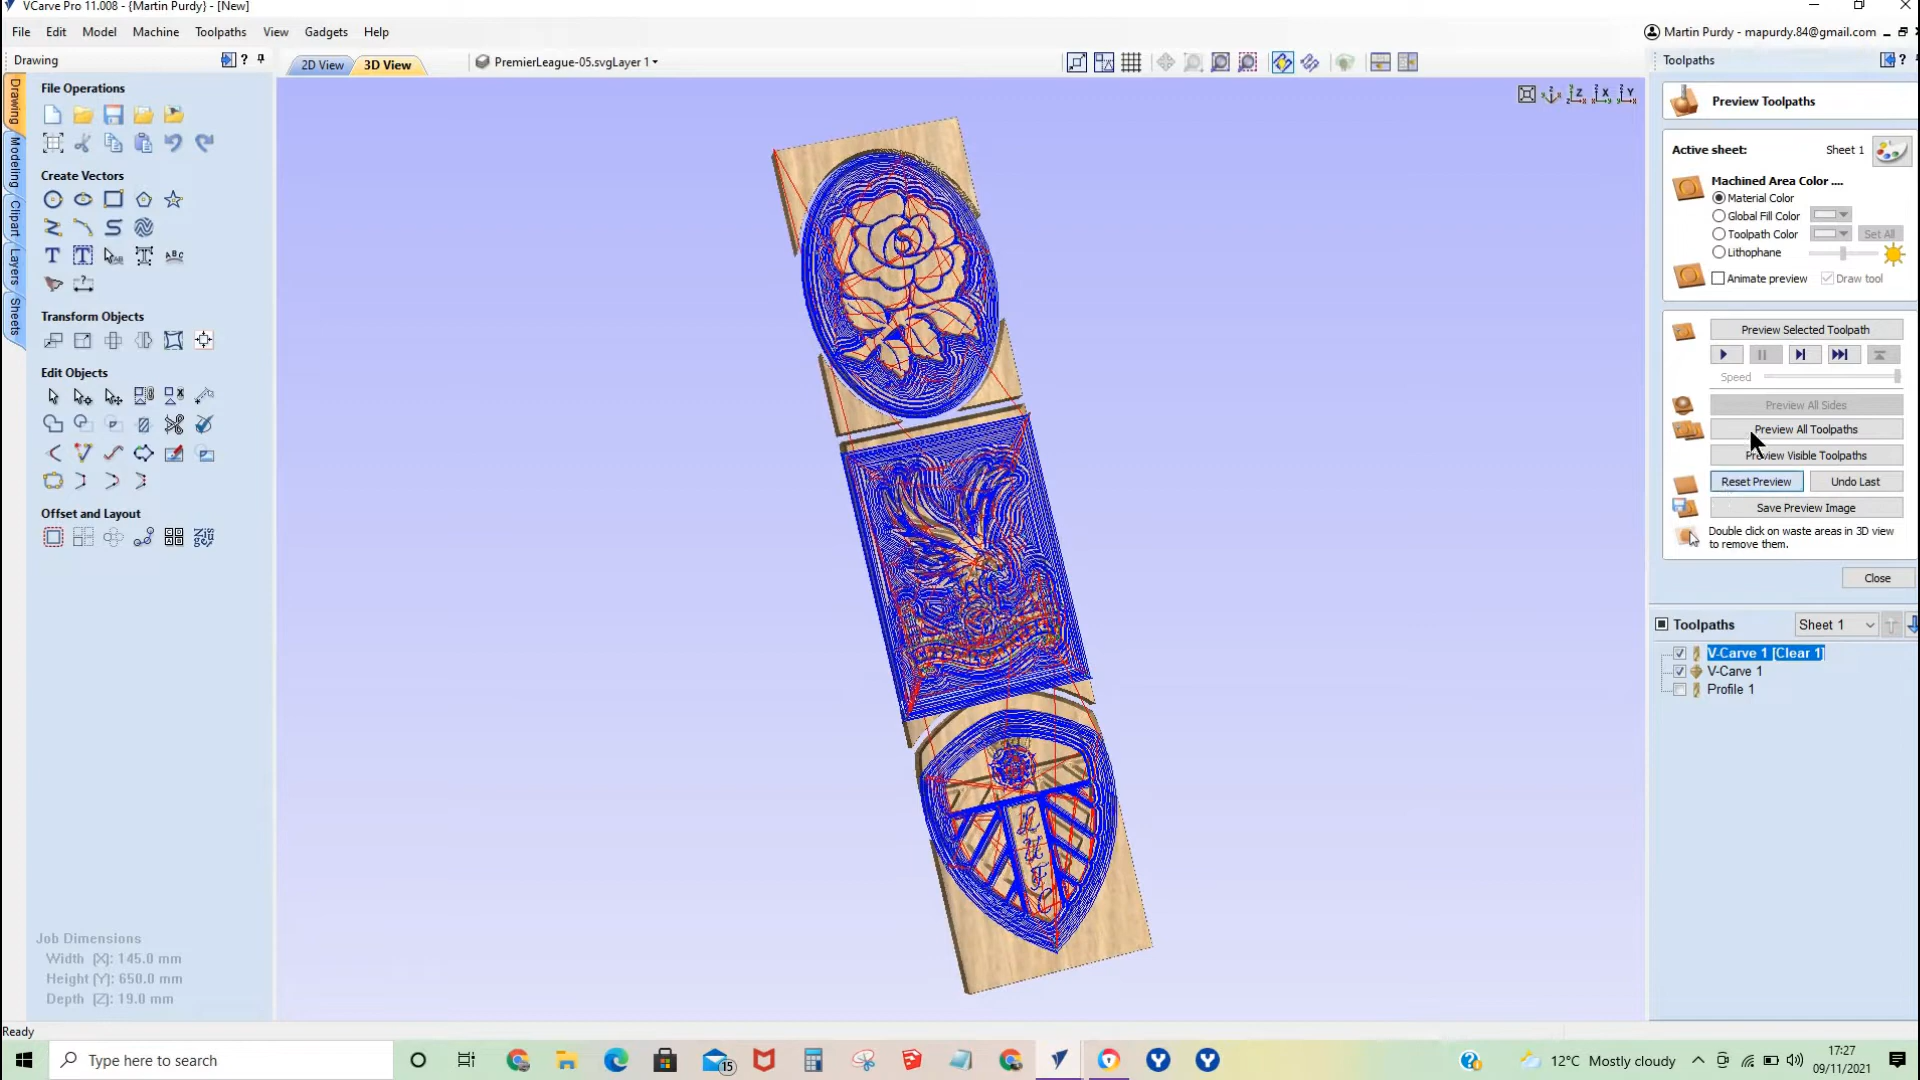 VCarve Pro 11.008 - {Martin Purdy} - [New]
File Edit Model Machine Toolpaths View Gadgets Help
Martin Purdy - mapurdy.84@gmail.com
Drawing
2D View 3D View
PremierLeague-05.svgLayer 1
Toolpaths
Drawing
Modeling
Clipart
Layers
Sheets
File Operations
Create Vectors
Transform Objects
Edit Objects
Offset and Layout
Job Dimensions
Width (X): 145.0 mm
Height (Y): 650.0 mm
Depth (Z): 19.0 mm
Ready
L
U
F
C
Z X Y
Preview Toolpaths
Active sheet: Sheet 1
Machined Area Color ....
Material Color
Global Fill Color
Toolpath Color Set All
Lithophane
Animate preview Draw tool
Preview Selected Toolpath
Speed
Preview All Sides
Preview All Toolpaths
Preview Visible Toolpaths
Reset Preview Undo Last
Save Preview Image
Double click on waste areas in 3D view
to remove them.
Close
Toolpaths Sheet 1
V-Carve 1 [Clear 1]
V-Carve 1
Profile 1
Type here to search
15
12°C Mostly cloudy
17:27
09/11/2021